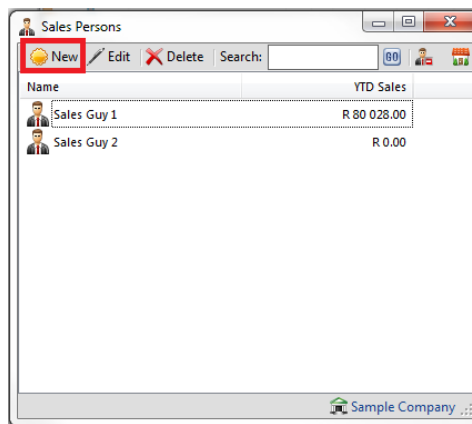 Sales Persons
New Edit Delete Search: GO
Name YTD Sales
Sales Guy 1 R 80 028.00
Sales Guy 2 R 0.00
Sample Company